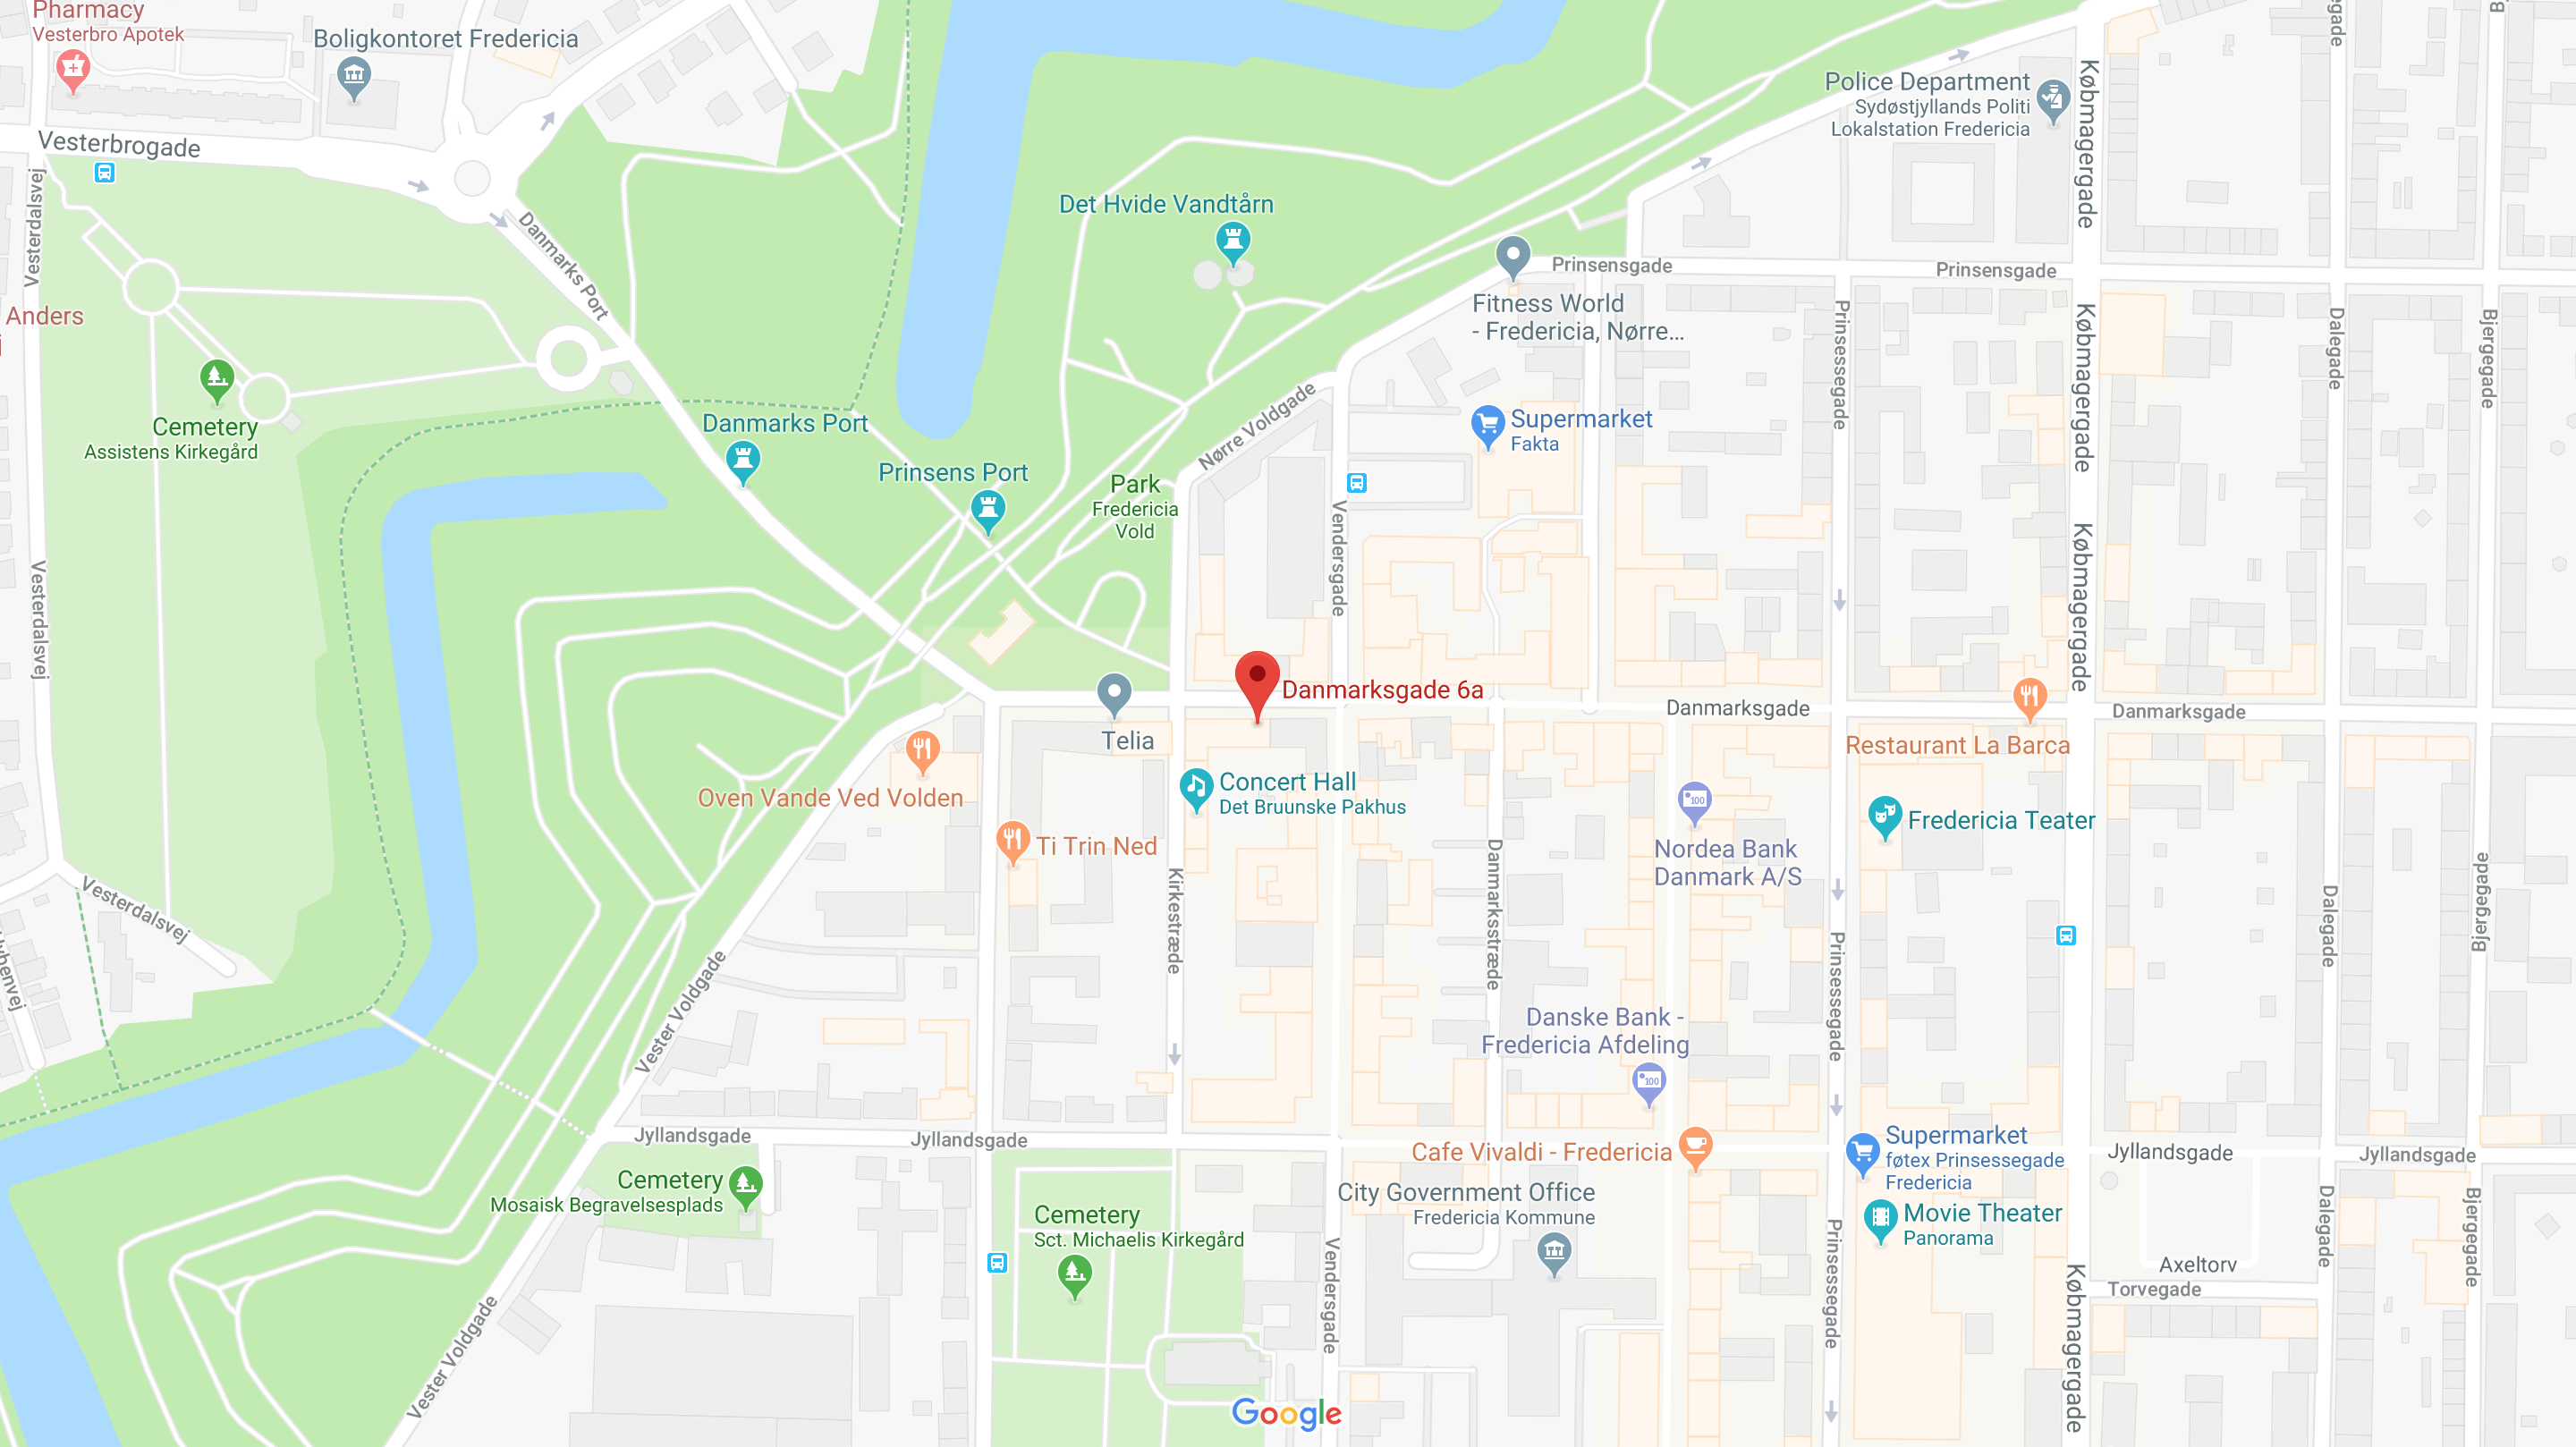 Pharmacy
Vesterbro Apotek
Boligkontoret Fredericia
Vesterbrogade
Vesterdalsvej
Danmarks Port
Anders
Cemetery
Assistens Kirkegård
Vesterdalsvej
Vesterdalsvej
Det Hvide Vandtårn
Danmarks Port
Prinsens Port
Park
Fredericia
Vold
Nørre Voldgade
Police Department
Sydøstjyllands Politi
Lokalstation Fredericia
Købmagergade
Prinsensgade
Prinsensgade
Fitness World
- Fredericia, Nørre...
Supermarket
Fakta
Vendersgade
Prinsessegade
Købmagergade
Købmagergade
Dalegade
Bjergegade
Danmarksgade 6a
Danmarksgade
Danmarksgade
Telia
Restaurant La Barca
Oven Vande Ved Volden
Concert Hall
Det Bruunske Pakhus
Ti Trin Ned
Kirkestræde
Danmarksstræde
Nordea Bank
Danmark A/S
Fredericia Teater
Prinsessegade
Dalegade
Bjergegade
Vester Voldgade
Danske Bank -
Fredericia Afdeling
Jyllandsgade
Jyllandsgade
Cafe Vivaldi - Fredericia
Supermarket
føtex Prinsessegade
Fredericia
Jyllandsgade
Jyllandsgade
Cemetery
Mosaisk Begravelsesplads
Cemetery
Sct. Michaelis Kirkegård
City Government Office
Fredericia Kommune
Movie Theater
Panorama
Vendersgade
Prinsessegade
Købmagergade
Axeltorv
Torvegade
Dalegade
Bjergegade
Vester Voldgade
Google